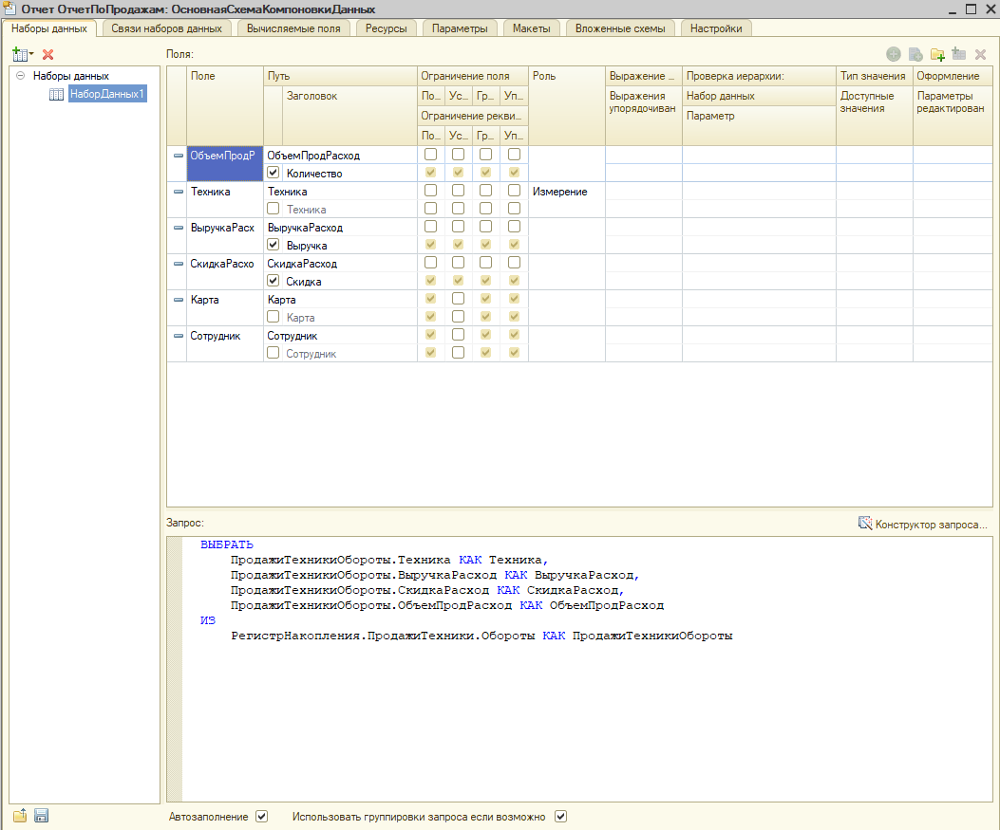 Отчет ОтчетПоПродажам: ОсновнаяСхемаКомпоновкиДанных
Наборы данных Связи наборов данных Вычисляемые поля Ресурсы Параметры Макеты Вложенные схемы Настройки
Поля:
Наборы данных
НаборДанных1
Поле Путь Ограничение поля Роль Выражение ... Проверка иерархии: Тип значения Оформление
Заголовок По... Ус... Гр... Уп... Выражения упорядочиван Набор данных Доступные значения Параметры редактирован
Ограничение рекви... Параметр
По... Ус... Гр... Уп...
ОбъемПродР ОбъемПродРасход
Количество
Техника Техника Измерение
Техника
ВыручкаРасх ВыручкаРасход
Выручка
СкидкаРасхо СкидкаРасход
Скидка
Карта Карта
Карта
Сотрудник Сотрудник
Сотрудник
Запрос: Конструктор запроса...
ВЫБРАТЬ
ПродажиТехникиОбороты.Техника КАК Техника,
ПродажиТехникиОбороты.ВыручкаРасход КАК ВыручкаРасход,
ПродажиТехникиОбороты.СкидкаРасход КАК СкидкаРасход,
ПродажиТехникиОбороты.ОбъемПродРасход КАК ОбъемПродРасход
ИЗ
РегистрНакопления.ПродажиТехники.Обороты КАК ПродажиТехникиОбороты
Автозаполнение Использовать группировки запроса если возможно